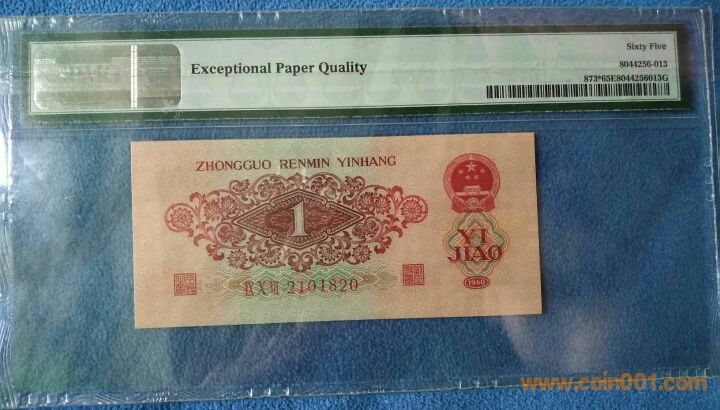 Sixty Five
8044256-013
873*65E8044256013G
Exceptional Paper Quality
ZHONGGUO RENMIN YINHANG
1
YI
JIAO
2101820
1960
www.coin001.com